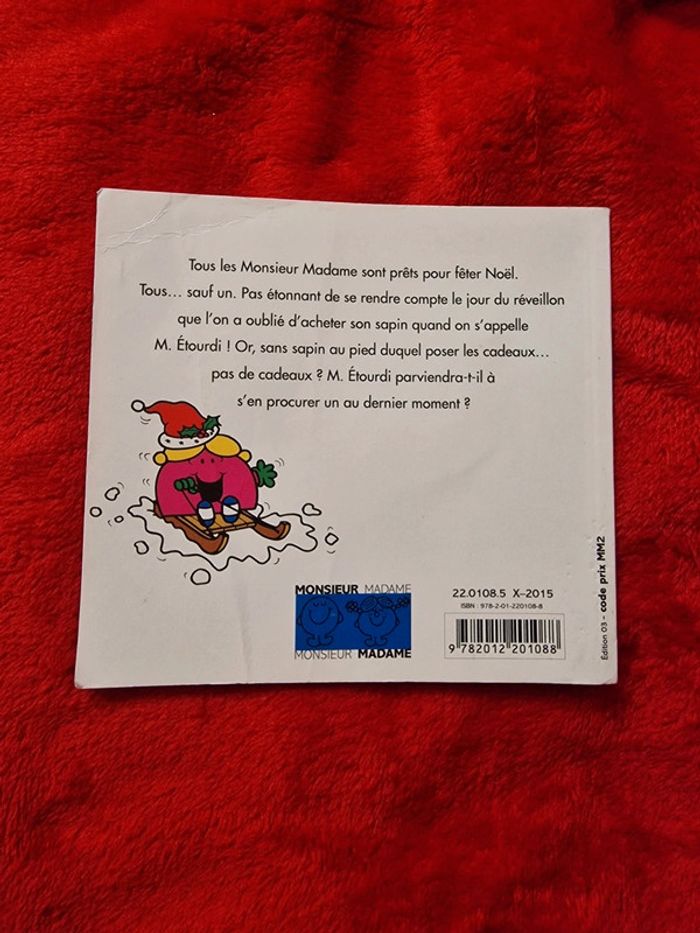 Tous les Monsieur Madame sont prêts pour fêter Noël.
Tous... sauf un. Pas étonnant de se rendre compte le jour du réveillon
que l'on a oublié d'acheter son sapin quand on s'appelle
M. Étourdi ! Or, sans sapin au pied duquel poser les cadeaux...
pas de cadeaux ? M. Étourdi parviendra-t-il à
s'en procurer un au dernier moment ?
MONSIEUR MADAME
MONSIEUR MADAME
22.0108.5 X–2015
ISBN : 978-2-01-220108-8
9 782012 201088
Édition 03 - code prix MM2